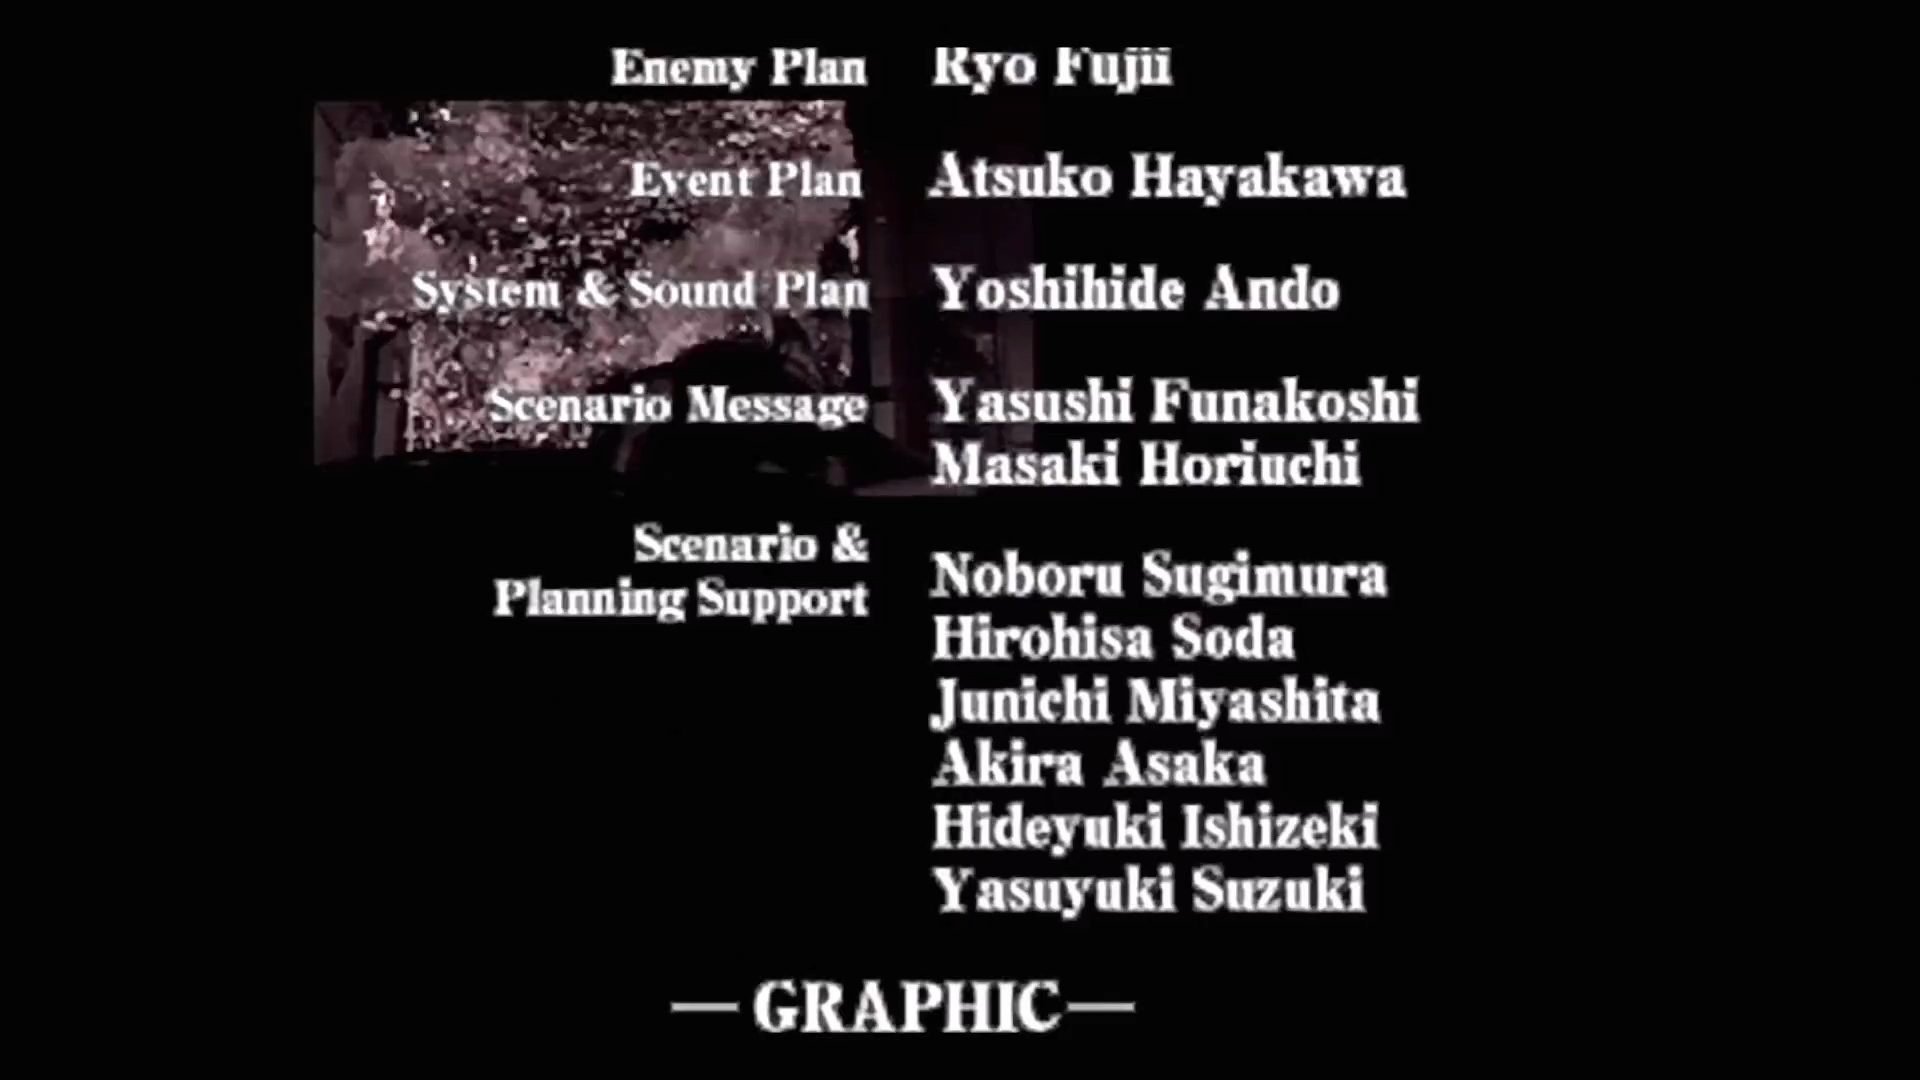 Enemy Plan Ryo Fujii
Event Plan Atsuko Hayakawa
System & Sound Plan Yoshihide Ando
Scenario Message Yasushi Funakoshi
Masaki Horiuchi
Scenario &
Planning Support
Noboru Sugimura
Hirohisa Soda
Junichi Miyashita
Akira Asaka
Hideyuki Ishizeki
Yasuyuki Suzuki
— GRAPHIC —